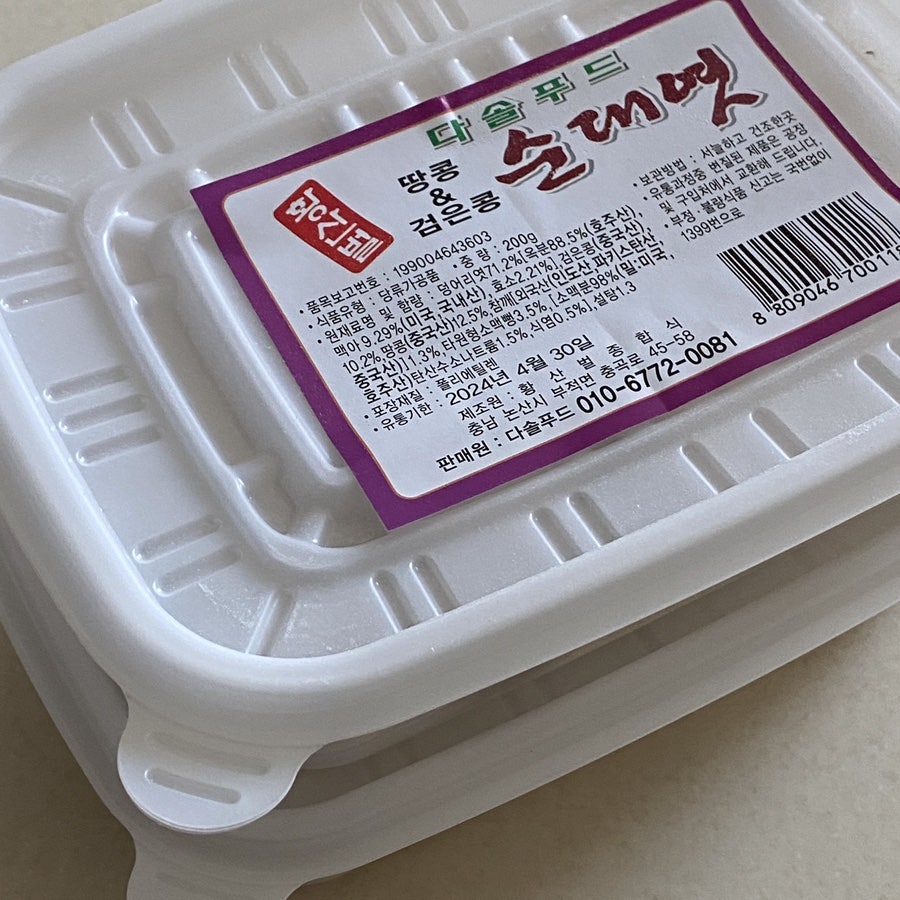 다솔푸드
황산벌
땅콩
&
검은콩
순대엿
• 품목보고번호 : 199004643603
• 식품유형 : 당류가공품 • 중량 : 200g
• 원재료명 및 함량 : 덩어리엿71.2%(옥분88.5%(호주산),
맥아 9.29%(미국, 국내산), 효소2.21%), 검은콩(중국산)
10.2%,땅콩(중국산)12.5%,참깨(외국산(인도산,파키스탄산,
중국산)1.3%,타원형소맥뻥3.5% [소맥분98%(밀:미국,
호주산)탄산수소나트륨1.5%, 식염0.5%), 설탕1.3
• 포장재질 : 폴리에틸렌
• 유통기한 : 2024년 4월 30일
제조원 : 황산벌종합식
충남 논산시 부적면 충곡로 45-58
판매원 : 다솔푸드 010-6772-0081
• 보관방법 : 서늘하고 건조한곳
• 유통과정중 변질된 제품은 공장
및 구입처에서 교환해 드립니다.
• 부정·불량식품 신고는 국번없이
1399번으로
8 809046 70011